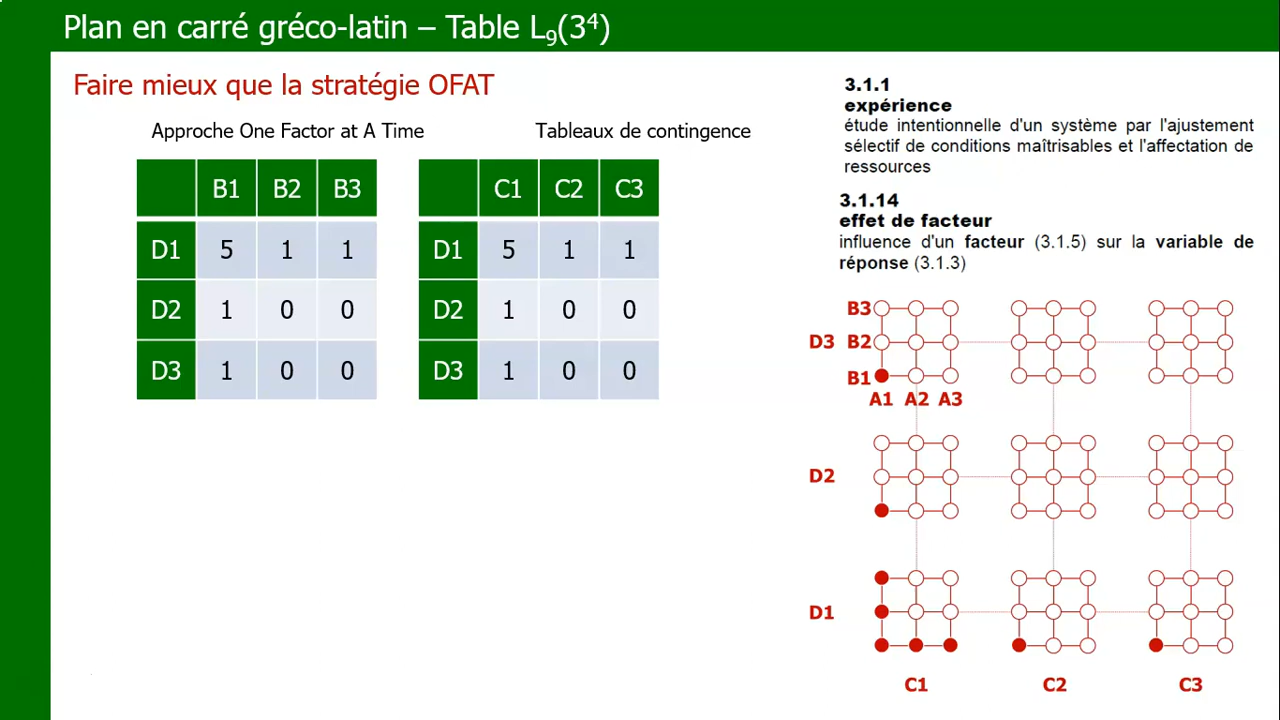 Plan en carré gréco-latin – Table L₉(3⁴)
Faire mieux que la stratégie OFAT
Approche One Factor at A Time
B1 B2 B3
D1 5 1 1
D2 1 0 0
D3 1 0 0
Tableaux de contingence
C1 C2 C3
D1 5 1 1
D2 1 0 0
D3 1 0 0
3.1.1
expérience
étude intentionnelle d'un système par l'ajustement
sélectif de conditions maîtrisables et l'affectation de
ressources
3.1.14
effet de facteur
influence d'un facteur (3.1.5) sur la variable de
réponse (3.1.3)
B3
D3 B2
B1
A1 A2 A3
D2
D1
C1 C2 C3